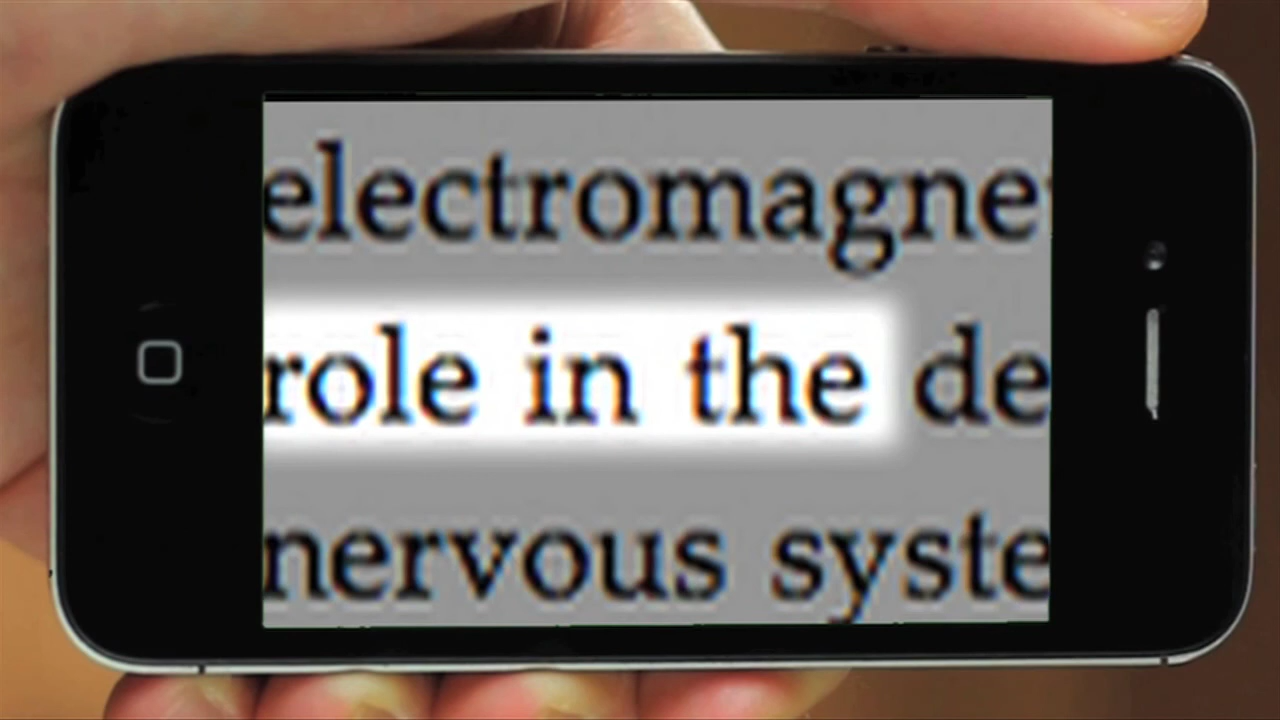 electromagne
role in the de
nervous syste